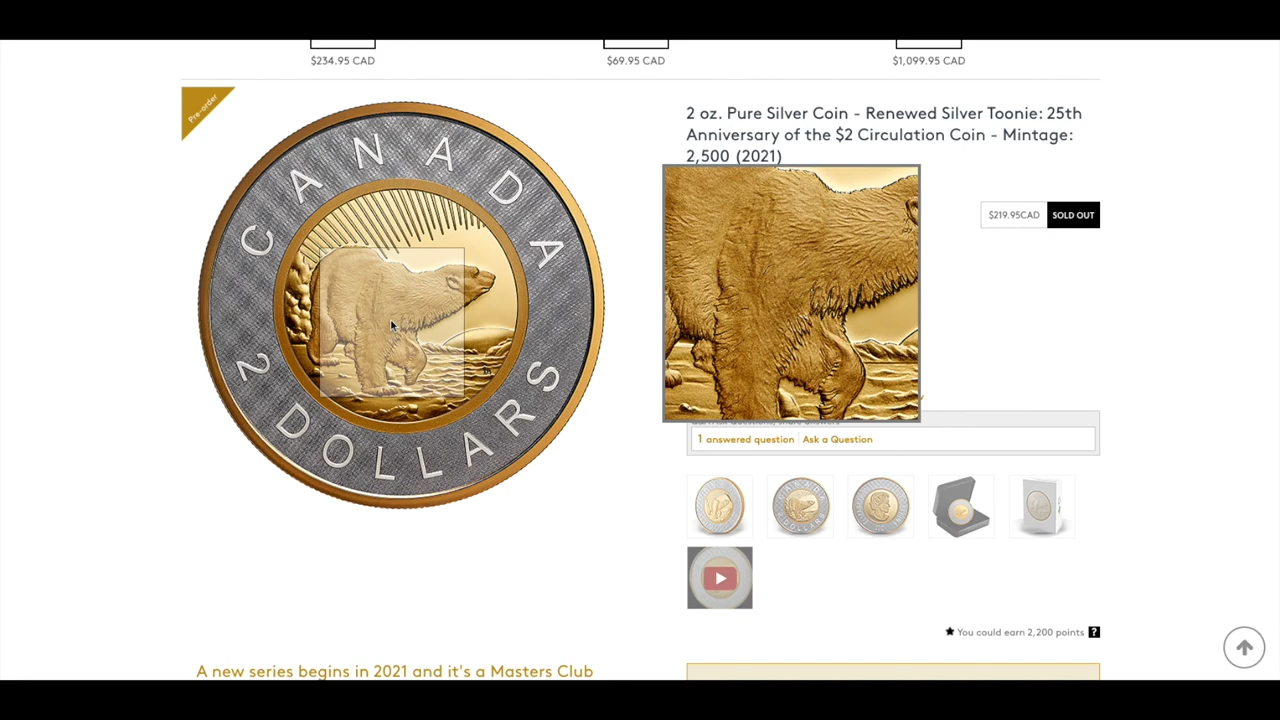 $234.95 CAD
$69.95 CAD
$1,099.95 CAD
Pre-order
CANADA
2 DOLLARS
2 oz. Pure Silver Coin - Renewed Silver Toonie: 25th
Anniversary of the $2 Circulation Coin - Mintage:
2,500 (2021)
$219.95CAD
SOLD OUT
1 answered question
Ask a Question
You could earn 2,200 points ?
A new series begins in 2021 and it's a Masters Club